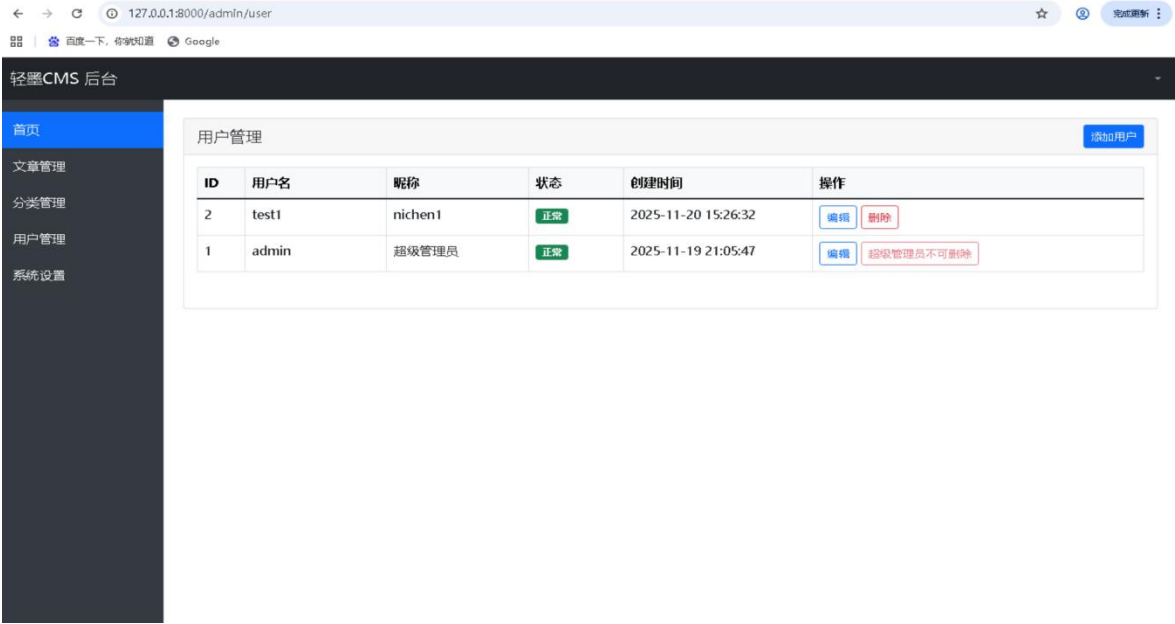 127.0.0.1:8000/admin/user 完成更新
百度一下，你就知道 Google
轻墨CMS 后台
首页
文章管理
分类管理
用户管理
系统设置
用户管理 添加用户
ID 用户名 昵称 状态 创建时间 操作
2 test1 nichen1 正常 2025-11-20 15:26:32 编辑 删除
1 admin 超级管理员 正常 2025-11-19 21:05:47 编辑 超级管理员不可删除